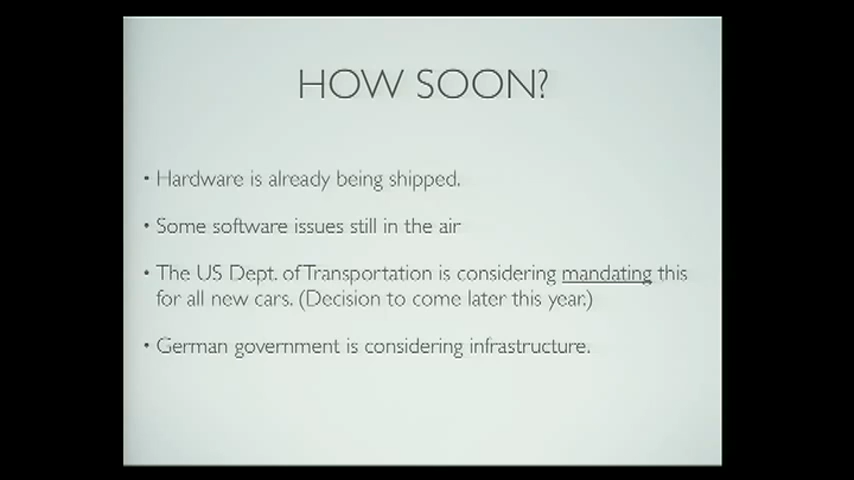 HOW SOON?
• Hardware is already being shipped.
• Some software issues still in the air
• The US Dept. of Transportation is considering mandating this
for all new cars. (Decision to come later this year.)
• German government is considering infrastructure.